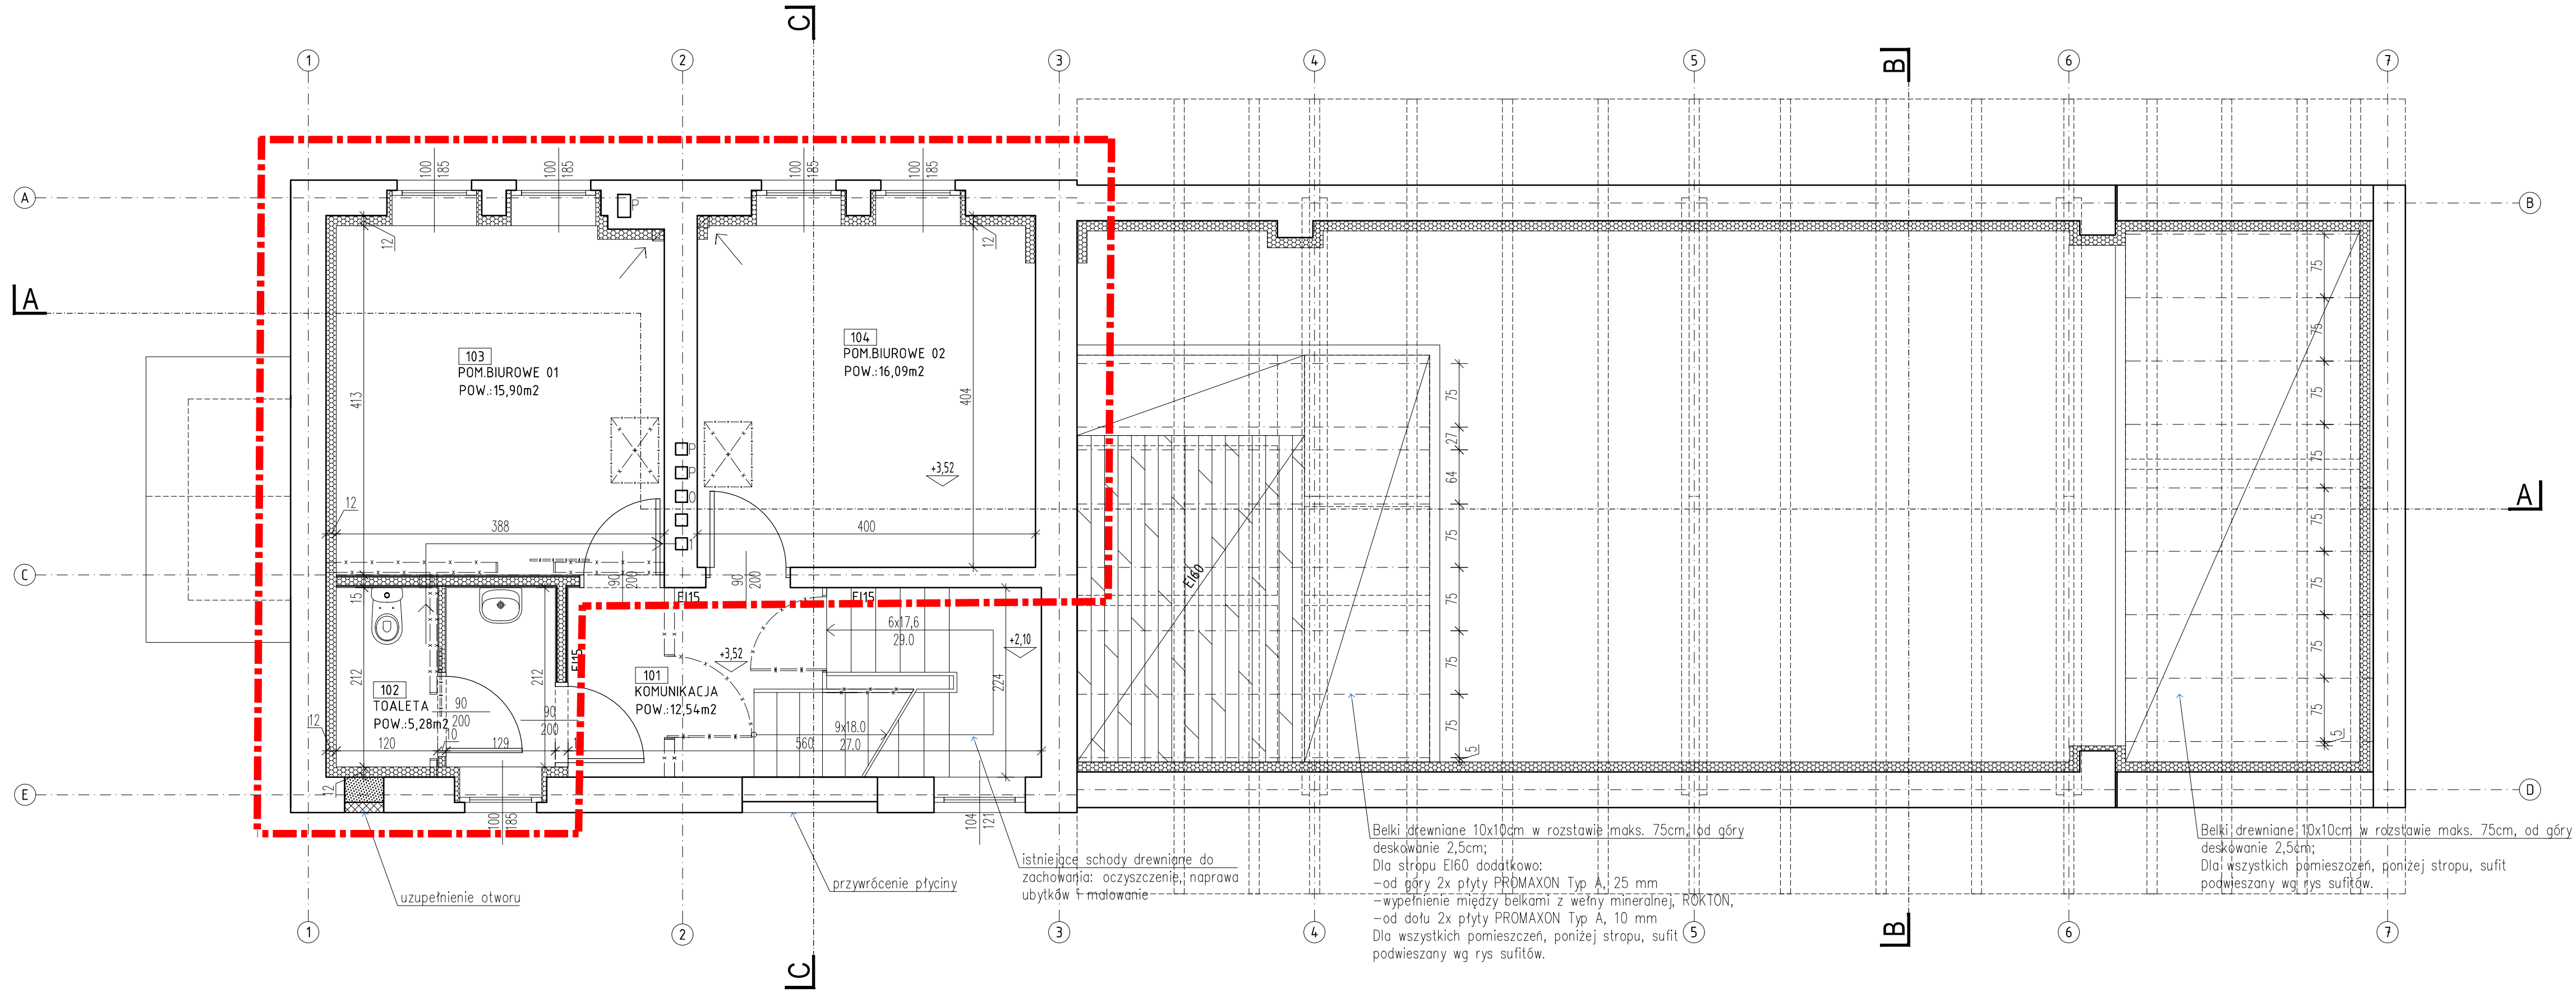 C
B
1
2
3
4
5
6
7
A
B
100
185
100
185
100
185
100
185
P
12
12
75
A
103
POM.BIUROWE 01
POW.:15,90m2
104
POM.BIUROWE 02
POW.:16,09m2
413
404
75
75
75
75
75
75
75
P
P
O
+3,52
12
388
400
75
27
64
75
75
75
75
5
5
A
C
90
200
90
200
EI15
EI15
EI15
EI60
15
212
212
6x17,6
29.0
+3,52
+2,10
224
101
KOMUNIKACJA
POW.:12,54m2
102
TOALETA
POW.:5,28m2
90
200
90
200
12
120
10
129
9x18.0
27.0
560
12
E
D
100
185
104
121
uzupełnienie otworu
przywrócenie płyciny
istniejące schody drewniane do
zachowania: oczyszczenie, naprawa
ubytków i malowanie
Belki drewniane 10x10cm w rozstawie maks. 75cm, od góry
deskowanie 2,5cm;
Dla stropu EI60 dodatkowo:
-od góry 2x płyty PROMAXON Typ A, 25 mm
-wypełnienie między belkami z wełny mineralnej, ROKTON,
-od dołu 2x płyty PROMAXON Typ A, 10 mm
Dla wszystkich pomieszczeń, poniżej stropu, sufit
podwieszany wg rys sufitów.
Belki drewniane 10x10cm w rozstawie maks. 75cm, od góry
deskowanie 2,5cm;
Dla wszystkich pomieszczeń, poniżej stropu, sufit
podwieszany wg rys sufitów.
1
2
3
4
5
6
7
C
B